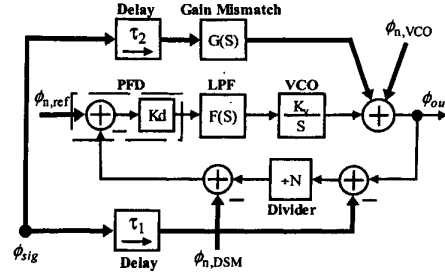 Delay
Gain Mismatch
τ2
G(S)
PFD
LPF
VCO
ϕn,VCO
ϕn,ref
+
Kd
F(S)
Kv
S
+
ϕou
−
+
÷N
+
−
−
Divider
τ1
ϕsig
Delay
ϕn,DSM